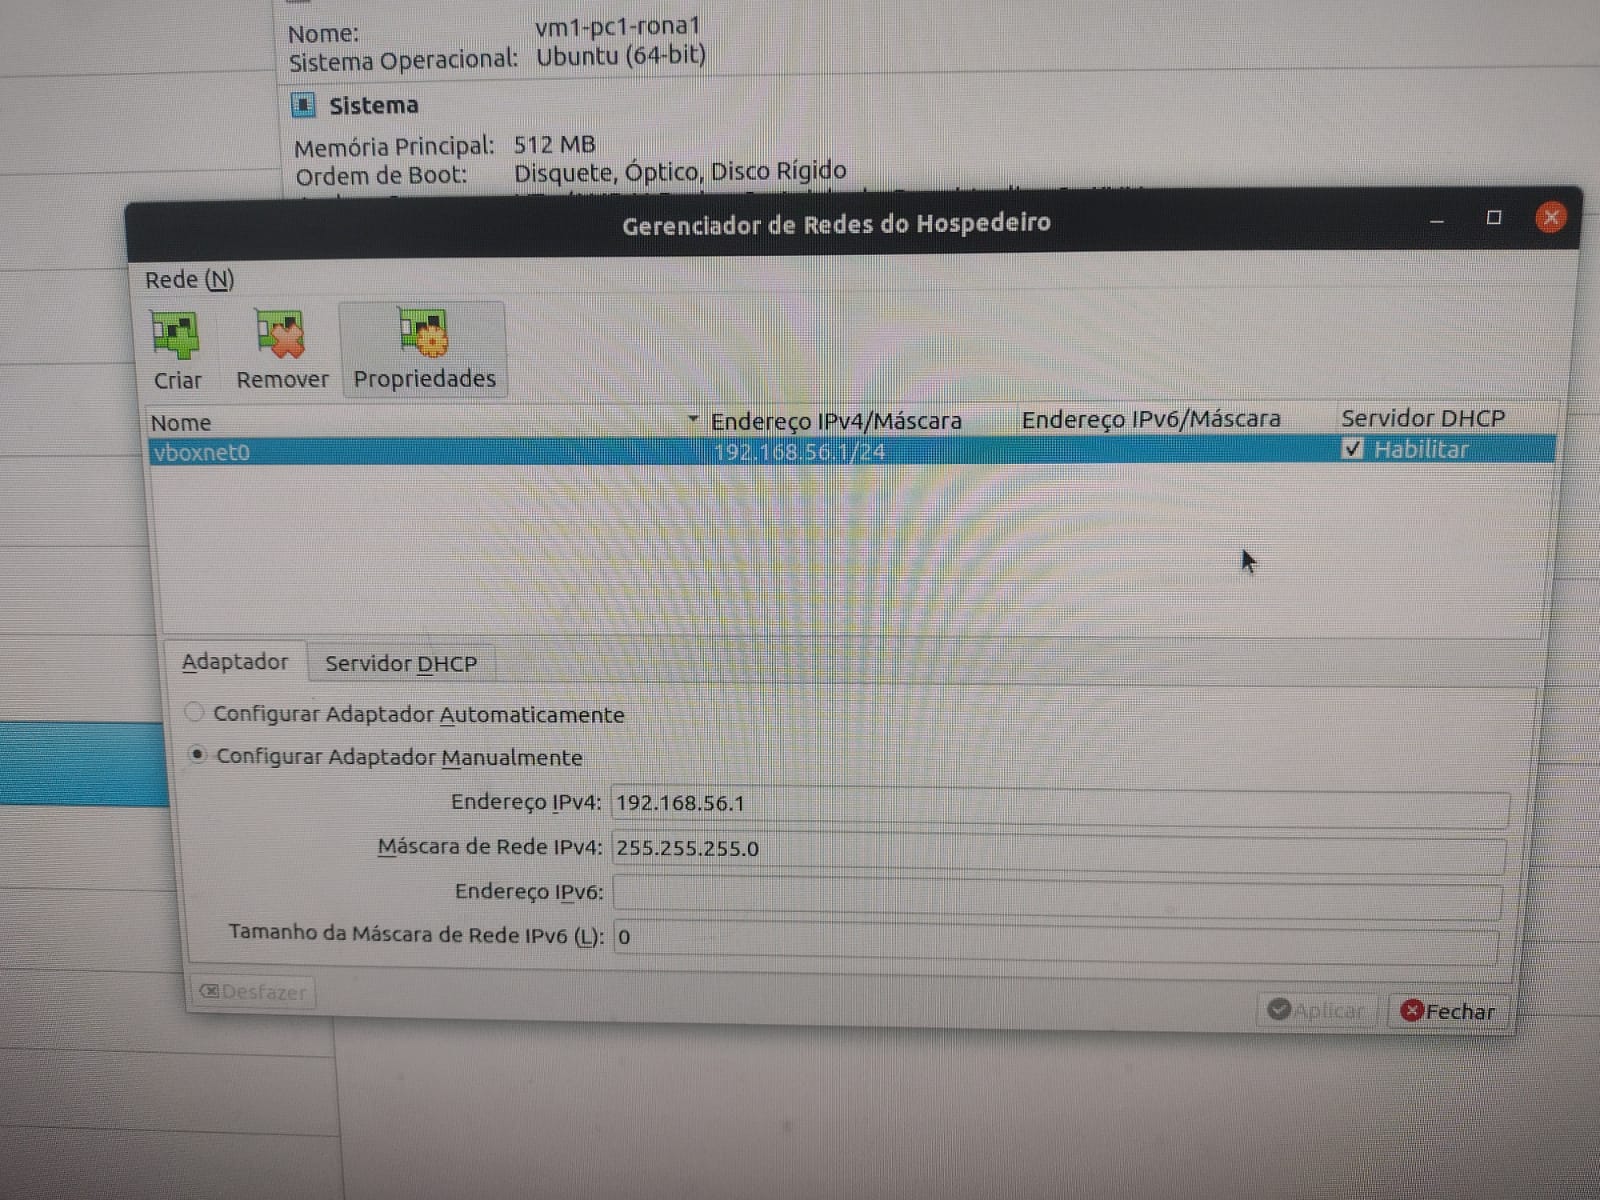 Nome: vm1-pc1-rona1
Sistema Operacional: Ubuntu (64-bit)
Sistema
Memória Principal: 512 MB
Ordem de Boot: Disquete, Óptico, Disco Rígido
Gerenciador de Redes do Hospedeiro
Rede (N)
Criar Remover Propriedades
Nome Endereço IPv4/Máscara Endereço IPv6/Máscara Servidor DHCP
vboxnet0 192.168.56.1/24 Habilitar
Adaptador Servidor DHCP
Configurar Adaptador Automaticamente
Configurar Adaptador Manualmente
Endereço IPv4: 192.168.56.1
Máscara de Rede IPv4: 255.255.255.0
Endereço IPv6:
Tamanho da Máscara de Rede IPv6 (L): 0
Desfazer Aplicar Fechar